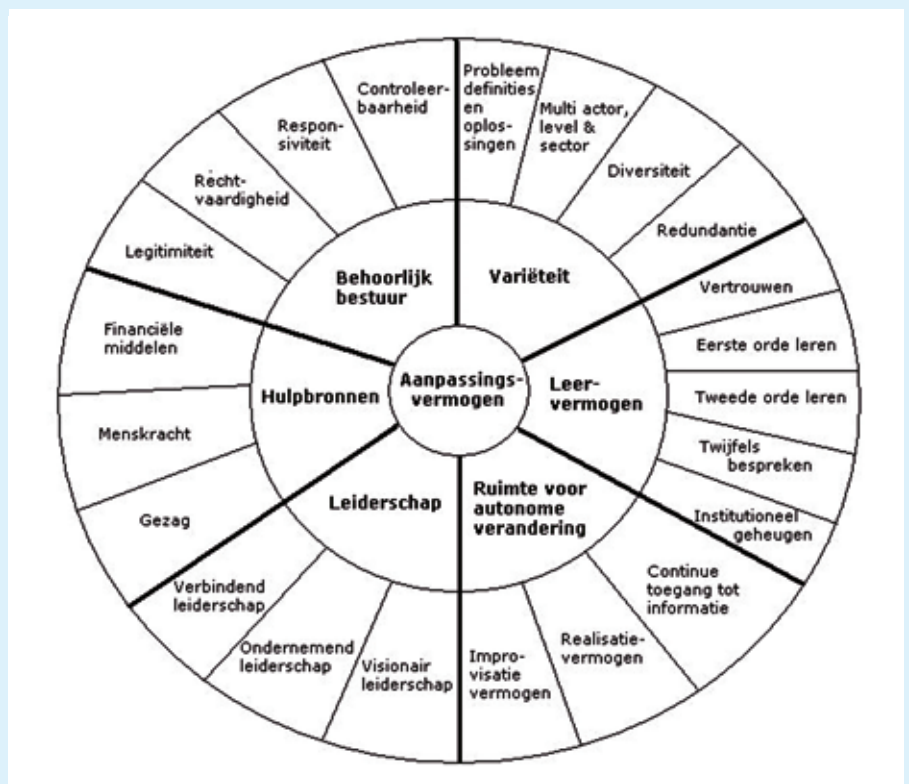 Aanpassings-
vermogen
Variëteit
Probleem
definities
en
oplos-
singen
Multi actor,
level &
sector
Diversiteit
Redundantie
Leer-
vermogen
Vertrouwen
Eerste orde leren
Tweede orde leren
Twijfels
bespreken
Institutioneel
geheugen
Ruimte voor
autonome
verandering
Continue
toegang tot
informatie
Realisatie-
vermogen
Impro-
visatie
vermogen
Leiderschap
Visionair
leiderschap
Ondernemend
leiderschap
Verbindend
leiderschap
Hulpbronnen
Gezag
Menskracht
Financiële
middelen
Behoorlijk
bestuur
Legitimiteit
Recht-
vaardigheid
Respon-
siviteit
Controleer-
baarheid